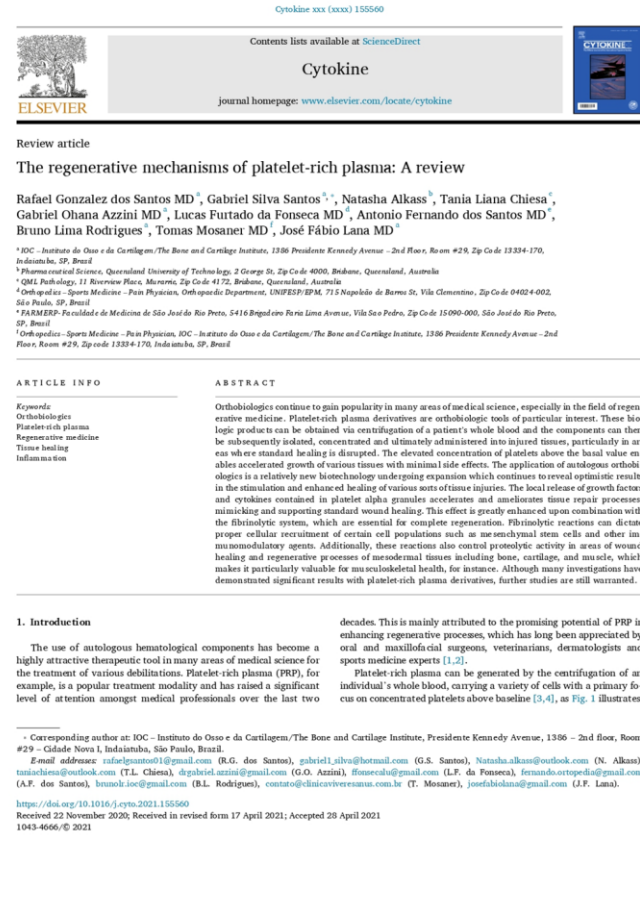 Cytokine xxx (xxxx) 155560
Contents lists available at ScienceDirect
Cytokine
journal homepage: www.elsevier.com/locate/cytokine
ELSEVIER
CYTOKINE
Review article
The regenerative mechanisms of platelet-rich plasma: A review
Rafael Gonzalez dos Santos MD a, Gabriel Silva Santos a,*, Natasha Alkass b, Tania Liana Chiesa c,
Gabriel Ohana Azzini MD a, Lucas Furtado da Fonseca MD d, Antonio Fernando dos Santos MD e,
Bruno Lima Rodrigues a, Tomas Mosaner MD f, José Fábio Lana MD a
a IOC – Instituto do Osso e da Cartilagem/The Bone and Cartilage Institute, 1386 Presidente Kennedy Avenue – 2nd Floor, Room #29, Zip Code 13334-170,
Indaiatuba, SP, Brazil
b Pharmaceutical Science, Queensland University of Technology, 2 George St, Zip Code 4000, Brisbane, Queensland, Australia
c QML Pathology, 11 Riverview Place, Murarrie, Zip Code 4172, Brisbane, Queensland, Australia
d Orthopedics – Sports Medicine – Pain Physician, Orthopaedic Department, UNIFESP/EPM, 715 Napoleão de Barros St, Vila Clementino, Zip Code 04024-002,
São Paulo, SP, Brazil
e FARMERP- Faculdade de Medicina de São José do Rio Preto, 5416 Brigadeiro Faria Lima Avenue, Vila Sao Pedro, Zip Code 15090-000, São José do Rio Preto,
SP, Brazil
f Orthopedics – Sports Medicine – Pain Physician, IOC – Instituto do Osso e da Cartilagem/The Bone and Cartilage Institute, 1386 Presidente Kennedy Avenue – 2nd
Floor, Room #29, Zip code 13334-170, Indaiatuba, SP, Brazil
ARTICLE INFO
Keywords:
Orthobiologics
Platelet-rich plasma
Regenerative medicine
Tissue healing
Inflammation
ABSTRACT
Orthobiologics continue to gain popularity in many areas of medical science, especially in the field of regen
erative medicine. Platelet-rich plasma derivatives are orthobiologic tools of particular interest. These bio
logic products can be obtained via centrifugation of a patient's whole blood and the components can then
be subsequently isolated, concentrated and ultimately administered into injured tissues, particularly in ar
eas where standard healing is disrupted. The elevated concentration of platelets above the basal value en
ables accelerated growth of various tissues with minimal side effects. The application of autologous orthobi
ologics is a relatively new biotechnology undergoing expansion which continues to reveal optimistic result
in the stimulation and enhanced healing of various sorts of tissue injuries. The local release of growth factors
and cytokines contained in platelet alpha granules accelerates and ameliorates tissue repair processes
mimicking and supporting standard wound healing. This effect is greatly enhanced upon combination with
the fibrinolytic system, which are essential for complete regeneration. Fibrinolytic reactions can dictat
proper cellular recruitment of certain cell populations such as mesenchymal stem cells and other im
munomodulatory agents. Additionally, these reactions also control proteolytic activity in areas of wound
healing and regenerative processes of mesodermal tissues including bone, cartilage, and muscle, which
makes it particularly valuable for musculoskeletal health, for instance. Although many investigations have
demonstrated significant results with platelet-rich plasma derivatives, further studies are still warranted.
1. Introduction
The use of autologous hematological components has become a
highly attractive therapeutic tool in many areas of medical science for
the treatment of various debilitations. Platelet-rich plasma (PRP), for
example, is a popular treatment modality and has raised a significant
level of attention amongst medical professionals over the last two
decades. This is mainly attributed to the promising potential of PRP in
enhancing regenerative processes, which has long been appreciated by
oral and maxillofacial surgeons, veterinarians, dermatologists and
sports medicine experts [1,2].
Platelet-rich plasma can be generated by the centrifugation of an
individual`s whole blood, carrying a variety of cells with a primary fo-
cus on concentrated platelets above baseline [3,4], as Fig. 1 illustrates
* Corresponding author at: IOC – Instituto do Osso e da Cartilagem/The Bone and Cartilage Institute, Presidente Kennedy Avenue, 1386 – 2nd floor, Room
#29 – Cidade Nova I, Indaiatuba, São Paulo, Brazil.
E-mail addresses: rafaelgsantos01@gmail.com (R.G. dos Santos), gabriel1_silva@hotmail.com (G.S. Santos), Natasha.alkass@outlook.com (N. Alkass)
taniachiesa@outlook.com (T.L. Chiesa), drgabriel.azzini@gmail.com (G.O. Azzini), ffonsecalu@gmail.com (L.F. da Fonseca), fernando.ortopedia@gmail.com
(A.F. dos Santos), brunolr.ioc@gmail.com (B.L. Rodrigues), contato@clinicaviveresanus.com.br (T. Mosaner), josefabiolana@gmail.com (J.F. Lana).
https://doi.org/10.1016/j.cyto.2021.155560
Received 22 November 2020; Received in revised form 17 April 2021; Accepted 28 April 2021
1043-4666/© 2021